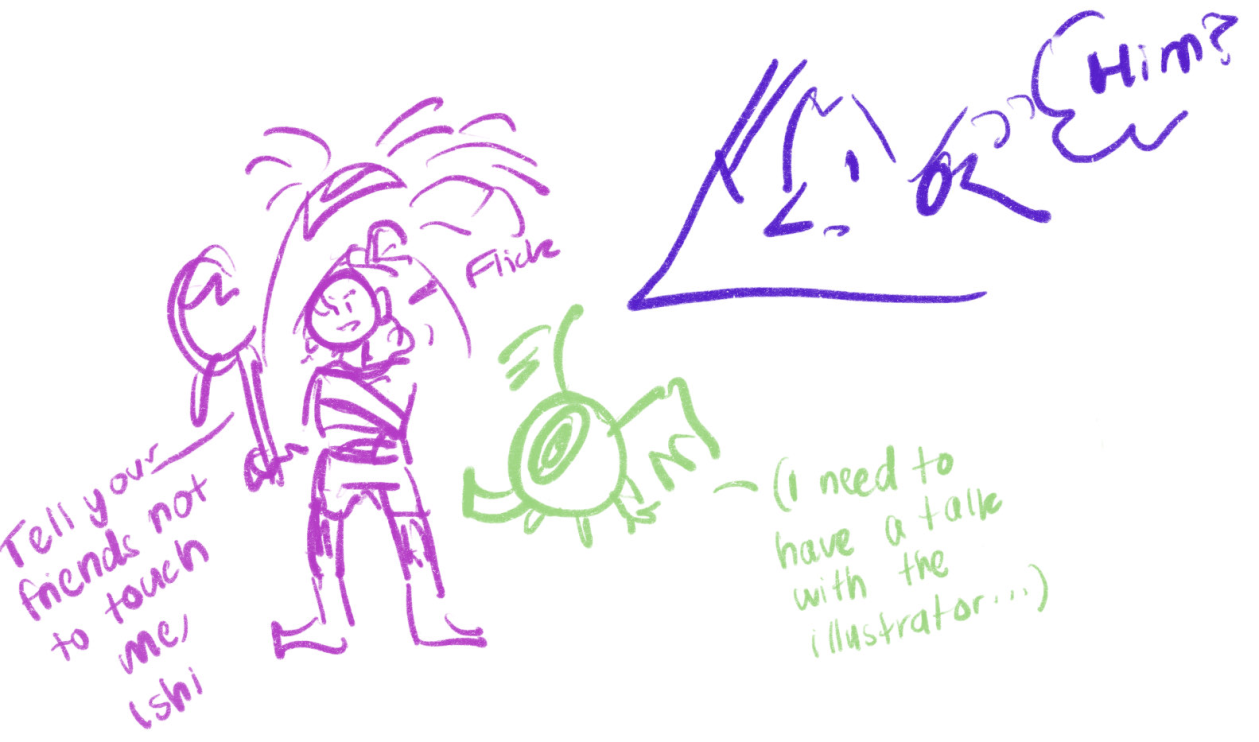 Him?
Flick
Tell your
friends not
to touch
me,
Ishi
(I need to
have a talk
with the
illustrator...)